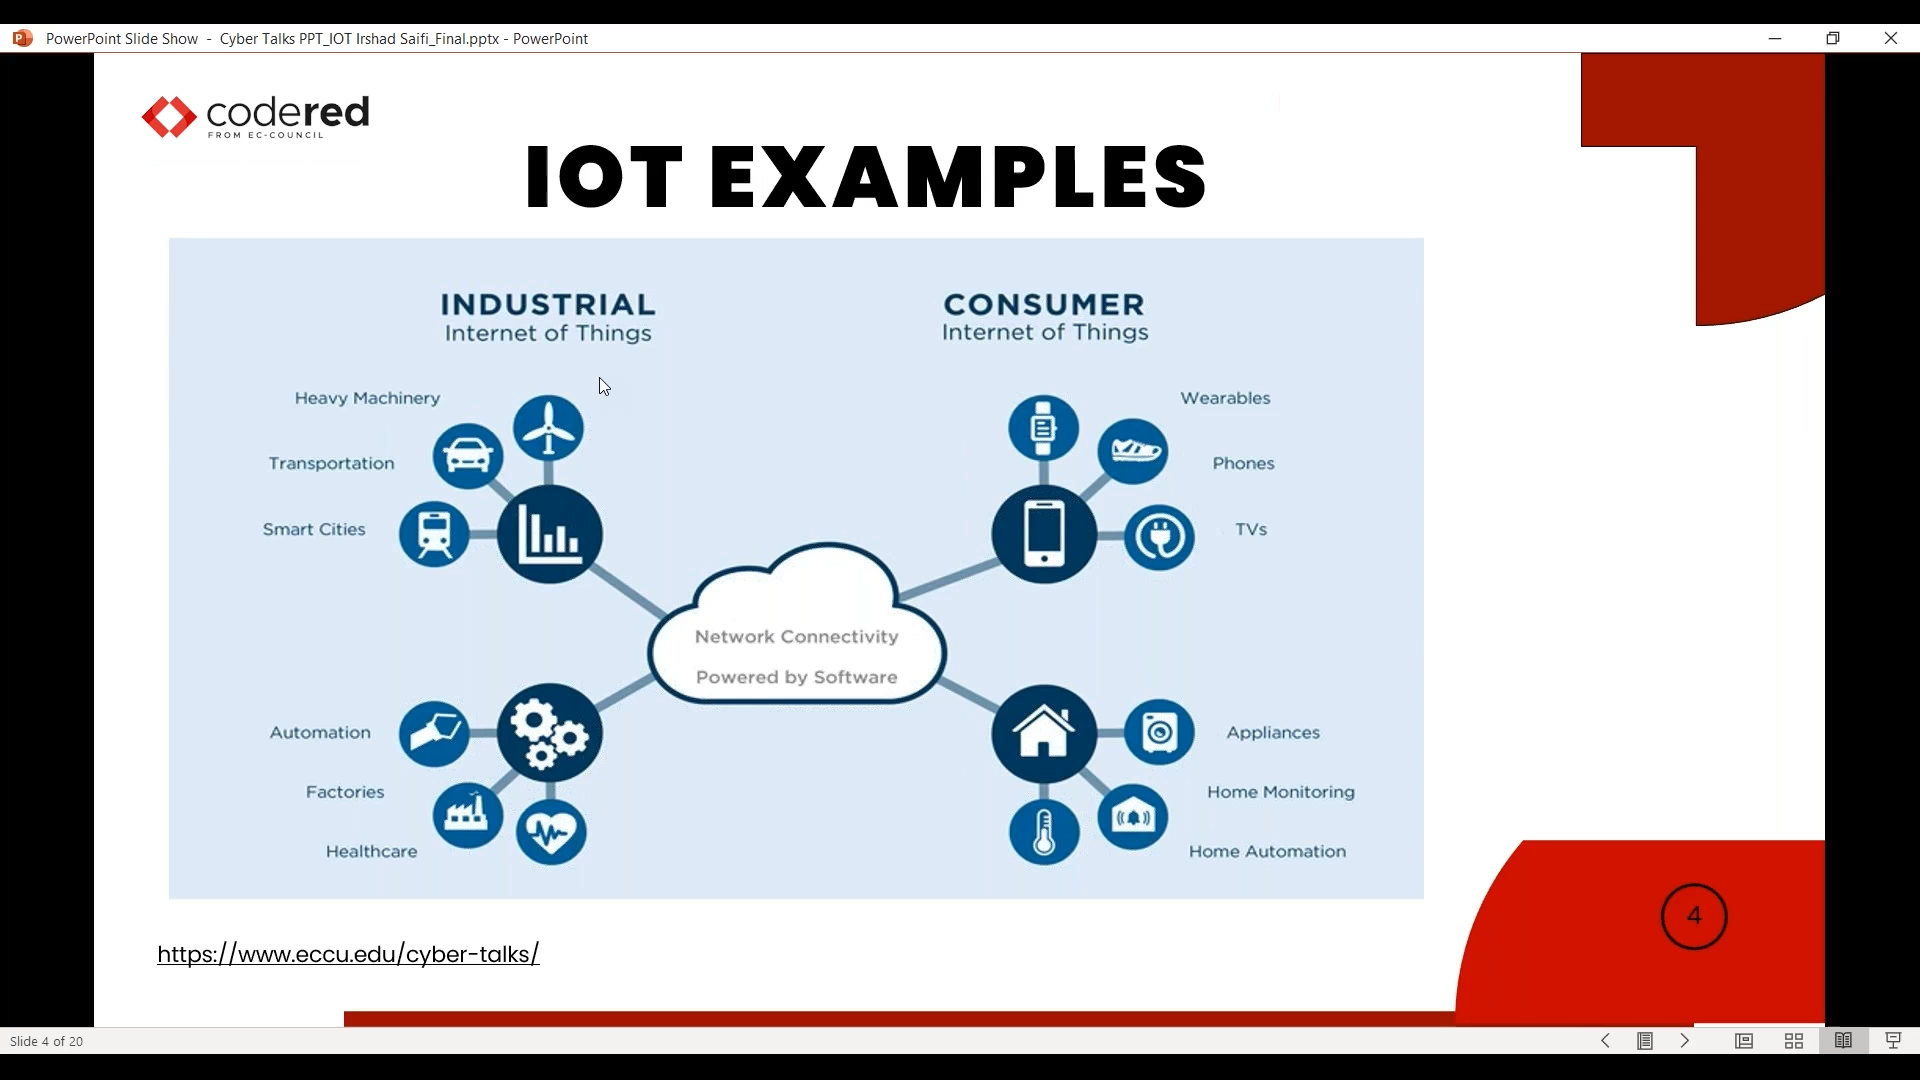 PowerPoint Slide Show - Cyber Talks PPT_IOT Irshad Saifi_Final.pptx - PowerPoint
codered
FROM EC-COUNCIL
IOT EXAMPLES
INDUSTRIAL
Internet of Things
CONSUMER
Internet of Things
Heavy Machinery
Transportation
Smart Cities
Wearables
Phones
TVs
Network Connectivity
Powered by Software
Automation
Factories
Healthcare
Appliances
Home Monitoring
Home Automation
4
https://www.eccu.edu/cyber-talks/
Slide 4 of 20